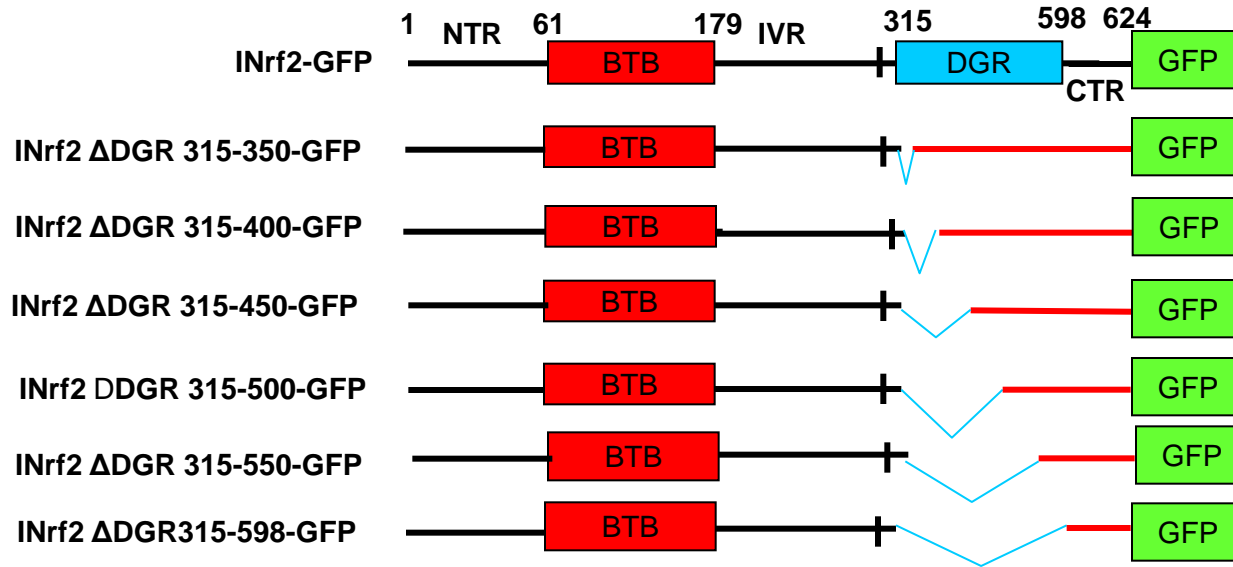 1 NTR 61 179 IVR 315 598 624
INrf2-GFP BTB DGR GFP
CTR
INrf2 ΔDGR 315-350-GFP BTB GFP
INrf2 ΔDGR 315-400-GFP BTB GFP
INrf2 ΔDGR 315-450-GFP BTB GFP
INrf2 DDGR 315-500-GFP BTB GFP
INrf2 ΔDGR 315-550-GFP BTB GFP
INrf2 ΔDGR315-598-GFP BTB GFP